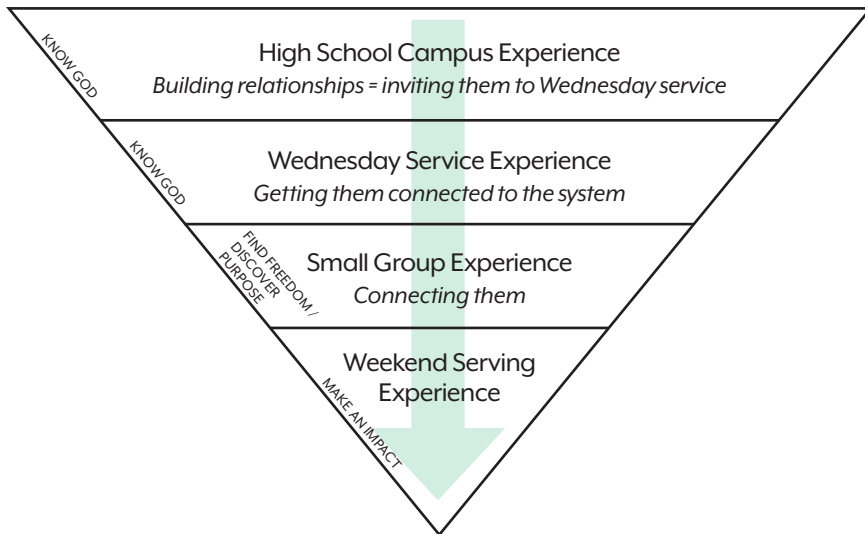 KNOW GOD
High School Campus Experience
Building relationships = inviting them to Wednesday service
KNOW GOD
Wednesday Service Experience
Getting them connected to the system
FIND FREEDOM /
DISCOVER
PURPOSE
Small Group Experience
Connecting them
MAKE AN IMPACT
Weekend Serving
Experience